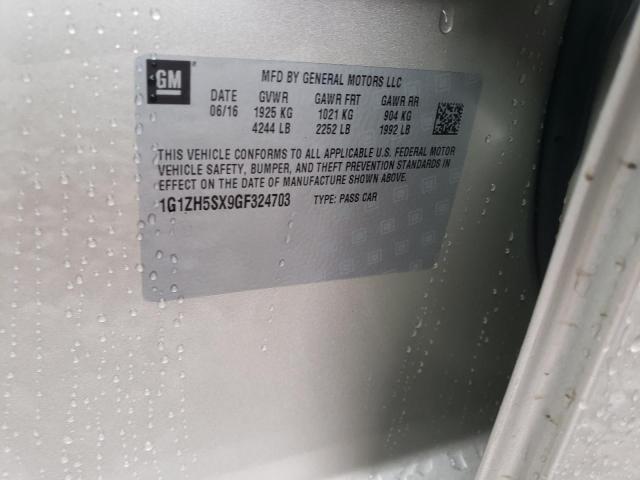 GM
MFD BY GENERAL MOTORS LLC
DATE GVWR GAWR FRT GAWR RR
06/16 1925 KG 1021 KG 904 KG
4244 LB 2252 LB 1992 LB
THIS VEHICLE CONFORMS TO ALL APPLICABLE U.S. FEDERAL MOTOR
VEHICLE SAFETY, BUMPER, AND THEFT PREVENTION STANDARDS IN
EFFECT ON THE DATE OF MANUFACTURE SHOWN ABOVE.
1G1ZH5SX9GF324703 TYPE: PASS CAR